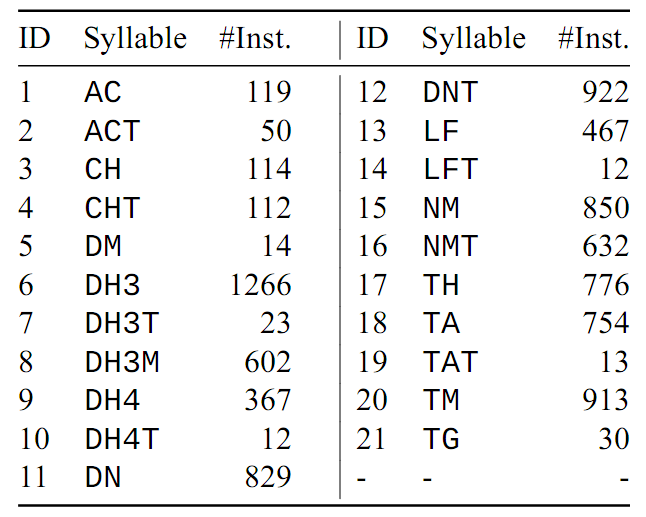 ID Syllable #Inst. ID Syllable #Inst.
1 AC 119 12 DNT 922
2 ACT 50 13 LF 467
3 CH 114 14 LFT 12
4 CHT 112 15 NM 850
5 DM 14 16 NMT 632
6 DH3 1266 17 TH 776
7 DH3T 23 18 TA 754
8 DH3M 602 19 TAT 13
9 DH4 367 20 TM 913
10 DH4T 12 21 TG 30
11 DN 829 - - -